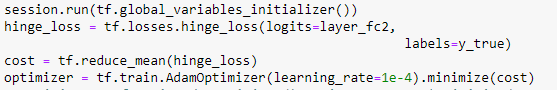 session.run(tf.global_variables_initializer())
hinge_loss = tf.losses.hinge_loss(logits=layer_fc2,
labels=y_true)
cost = tf.reduce_mean(hinge_loss)
optimizer = tf.train.AdamOptimizer(learning_rate=1e-4).minimize(cost)